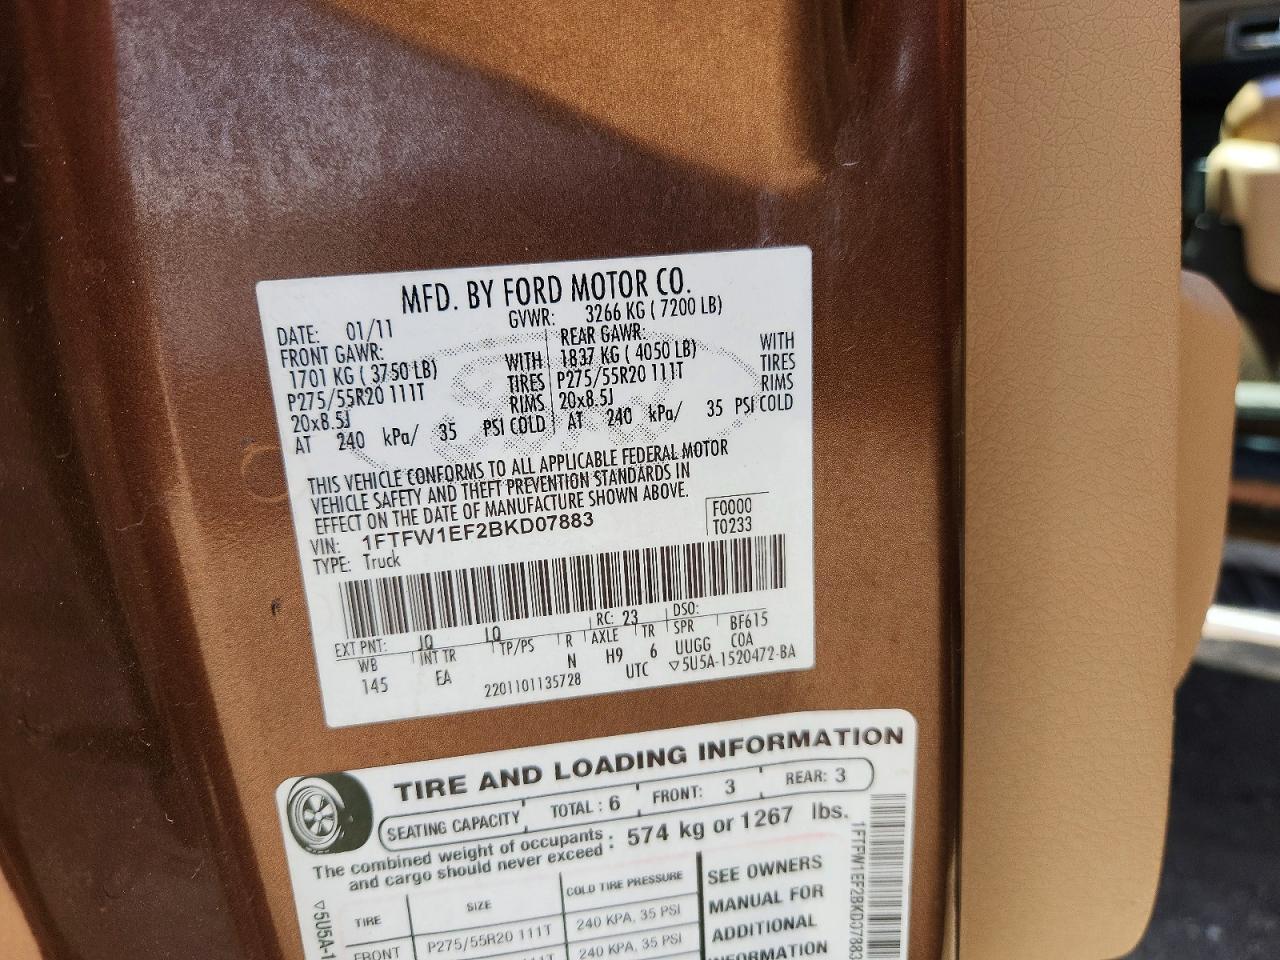 MFD. BY FORD MOTOR CO.
DATE: 01/11 GVWR: 3266 KG ( 7200 LB)
FRONT GAWR: REAR GAWR:
1701 KG ( 3750 LB) WITH 1837 KG ( 4050 LB) WITH
P275/55R20 111T TIRES P275/55R20 111T TIRES
20x8.5J RIMS 20x8.5J RIMS
AT 240 kPa/ 35 PSI COLD AT 240 kPa/ 35 PSI COLD
THIS VEHICLE CONFORMS TO ALL APPLICABLE FEDERAL MOTOR
VEHICLE SAFETY AND THEFT PREVENTION STANDARDS IN
EFFECT ON THE DATE OF MANUFACTURE SHOWN ABOVE.
VIN: 1FTFW1EF2BKD07883 F0000
TYPE: Truck T0233
EXT PNT: JQ JQ RC: 23 DSO:
WB INT TR TP/PS R AXLE TR SPR BF615
145 EA N H9 6 UUGG COA
2201101135728 UTC ▽5U5A-1520472-BA
TIRE AND LOADING INFORMATION
SEATING CAPACITY TOTAL : 6 FRONT: 3 REAR: 3
The combined weight of occupants : 574 kg or 1267 lbs.
and cargo should never exceed
TIRE SIZE COLD TIRE PRESSURE SEE OWNERS
FRONT P275/55R20 111T 240 KPA, 35 PSI MANUAL FOR
240 KPA, 35 PSI ADDITIONAL
INFORMATION
1FTFW1EF2BKD07883
▽5U5A-1